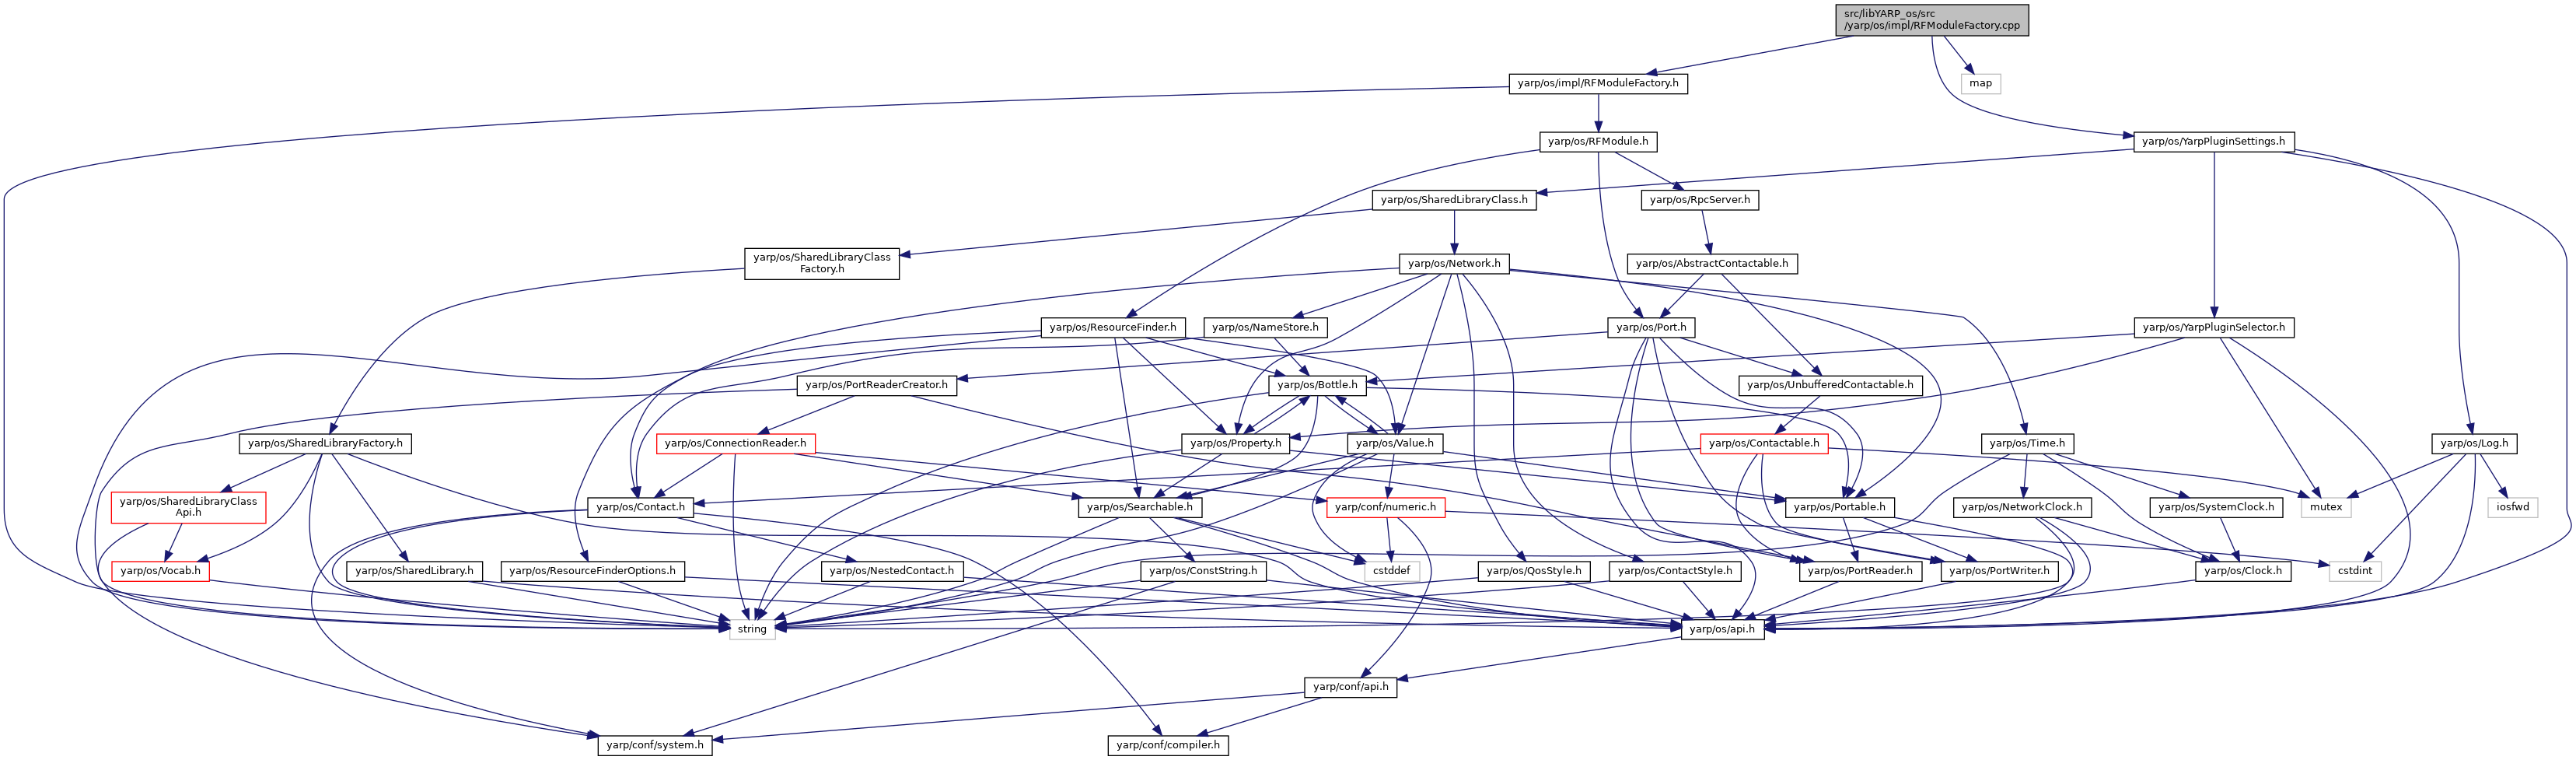 src/libYARP_os/src
/yarp/os/impl/RFModuleFactory.cpp
yarp/os/impl/RFModuleFactory.h
map
yarp/os/RFModule.h
yarp/os/YarpPluginSettings.h
yarp/os/SharedLibraryClass.h
yarp/os/RpcServer.h
yarp/os/SharedLibraryClass
Factory.h
yarp/os/Network.h
yarp/os/AbstractContactable.h
yarp/os/ResourceFinder.h
yarp/os/NameStore.h
yarp/os/Port.h
yarp/os/YarpPluginSelector.h
yarp/os/PortReaderCreator.h
yarp/os/Bottle.h
yarp/os/UnbufferedContactable.h
yarp/os/SharedLibraryFactory.h
yarp/os/ConnectionReader.h
yarp/os/Property.h
yarp/os/Value.h
yarp/os/Contactable.h
yarp/os/Time.h
yarp/os/Log.h
yarp/os/SharedLibraryClass
Api.h
yarp/os/Contact.h
yarp/os/Searchable.h
yarp/conf/numeric.h
yarp/os/Portable.h
yarp/os/NetworkClock.h
yarp/os/SystemClock.h
mutex
iosfwd
yarp/os/Vocab.h
yarp/os/SharedLibrary.h
yarp/os/ResourceFinderOptions.h
yarp/os/NestedContact.h
yarp/os/ConstString.h
cstddef
yarp/os/QosStyle.h
yarp/os/ContactStyle.h
yarp/os/PortReader.h
yarp/os/PortWriter.h
yarp/os/Clock.h
cstdint
string
yarp/os/api.h
yarp/conf/api.h
yarp/conf/system.h
yarp/conf/compiler.h